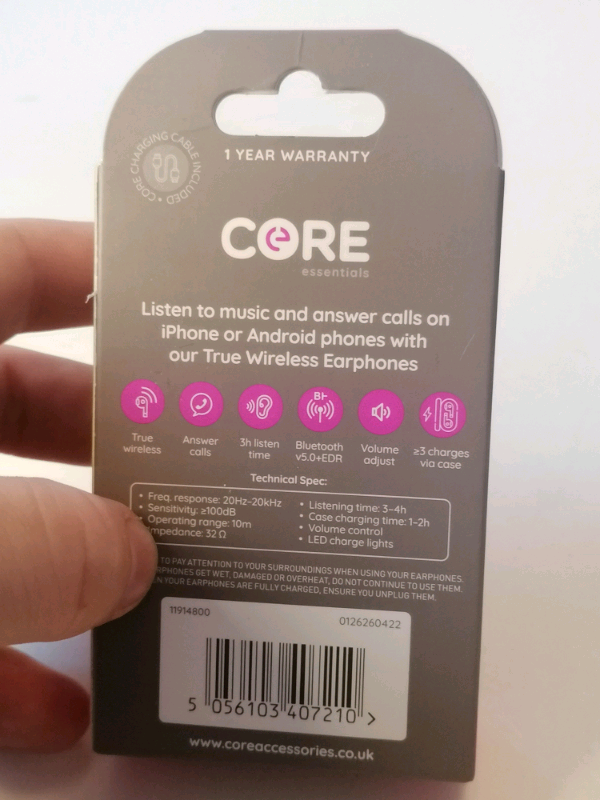 1 YEAR WARRANTY
CORE CHARGING CABLE INCLUDED •
CORE
essentials
Listen to music and answer calls on
iPhone or Android phones with
our True Wireless Earphones
True
wireless
Answer
calls
3h listen
time
Bluetooth
v5.0+EDR
Volume
adjust
≥3 charges
via case
Technical Spec:
• Freq. response: 20Hz-20kHz
• Sensitivity: ≥100dB
• Operating range: 10m
mpedance: 32 Ω
• Listening time: 3-4h
• Case charging time: 1-2h
• Volume control
• LED charge lights
TO PAY ATTENTION TO YOUR SURROUNDINGS WHEN USING YOUR EARPHONES.
RPHONES GET WET, DAMAGED OR OVERHEAT, DO NOT CONTINUE TO USE THEM.
N YOUR EARPHONES ARE FULLY CHARGED, ENSURE YOU UNPLUG THEM.
11914800
0126260422
5 056103 407210 >
www.coreaccessories.co.uk